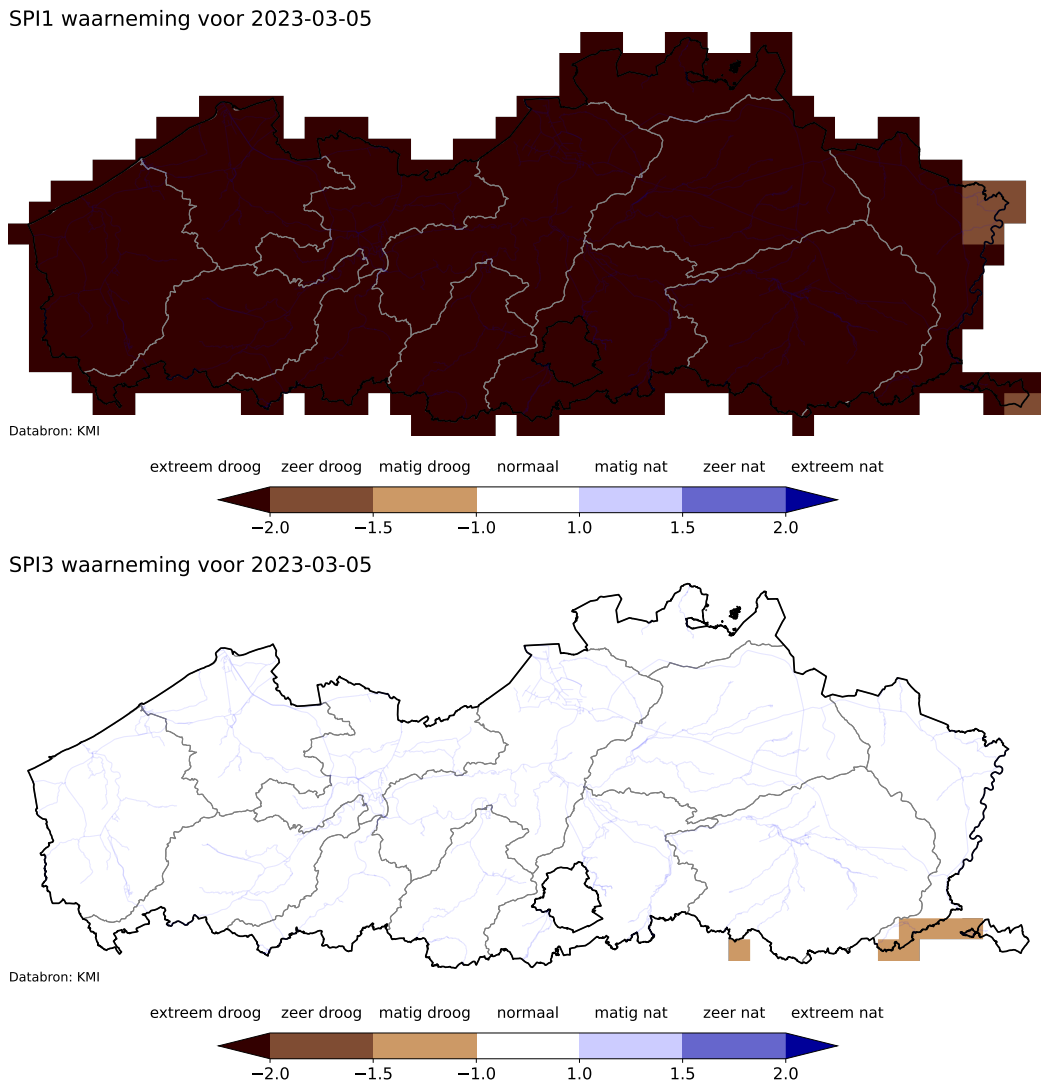 SPI1 waarneming voor 2023-03-05
Databron: KMI
extreem droog zeer droog matig droog normaal matig nat zeer nat extreem nat
−2.0 −1.5 −1.0 1.0 1.5 2.0
SPI3 waarneming voor 2023-03-05
Databron: KMI
extreem droog zeer droog matig droog normaal matig nat zeer nat extreem nat
−2.0 −1.5 −1.0 1.0 1.5 2.0